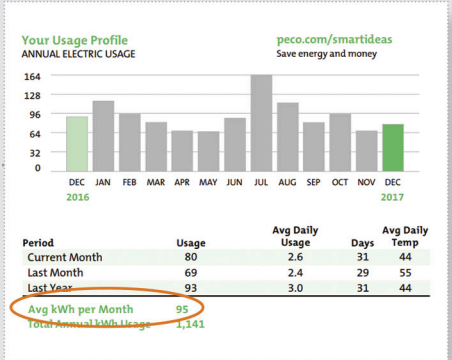 Your Usage Profile
ANNUAL ELECTRIC USAGE
peco.com/smartideas
Save energy and money
164
128
96
64
32
0
DEC JAN FEB MAR APR MAY JUN JUL AUG SEP OCT NOV DEC
2016 2017
Period Usage Avg Daily Usage Days Avg Daily Temp
Current Month 80 2.6 31 44
Last Month 69 2.4 29 55
Last Year 93 3.0 31 44
Avg kWh per Month 95
Total Annual kWh Usage 1,141